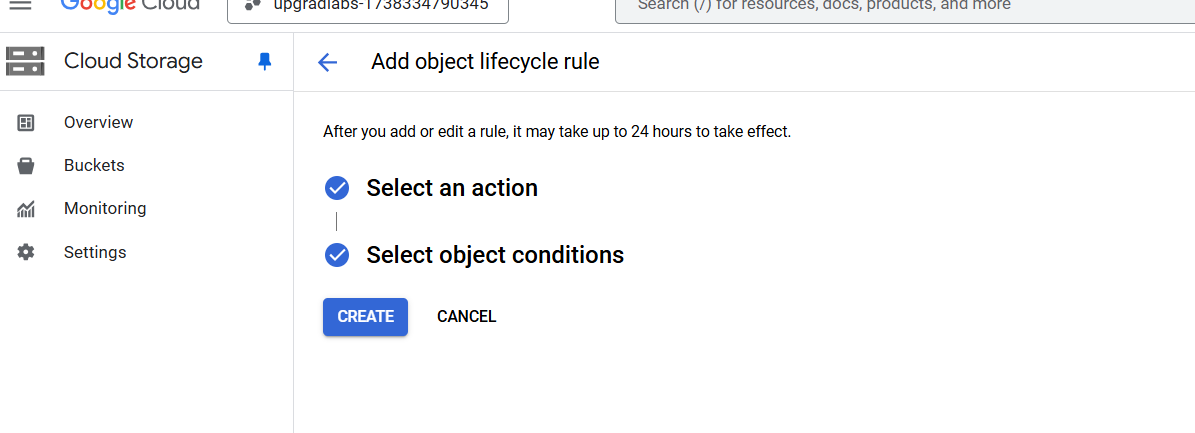 Google Cloud
upgradlabs-1738334790345
Search (/) for resources, docs, products, and more
Cloud Storage
Add object lifecycle rule
Overview
Buckets
Monitoring
Settings
After you add or edit a rule, it may take up to 24 hours to take effect.
Select an action
Select object conditions
CREATE
CANCEL